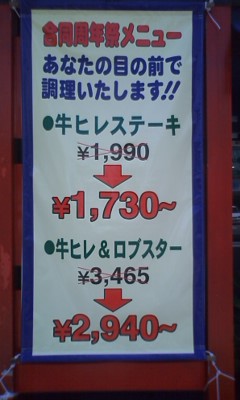 合同周年祭メニュー
あなたの目の前で
調理いたします!!
●牛ヒレステーキ
¥1,990
¥1,730~
●牛ヒレ&ロブスター
¥3,465
¥2,940~